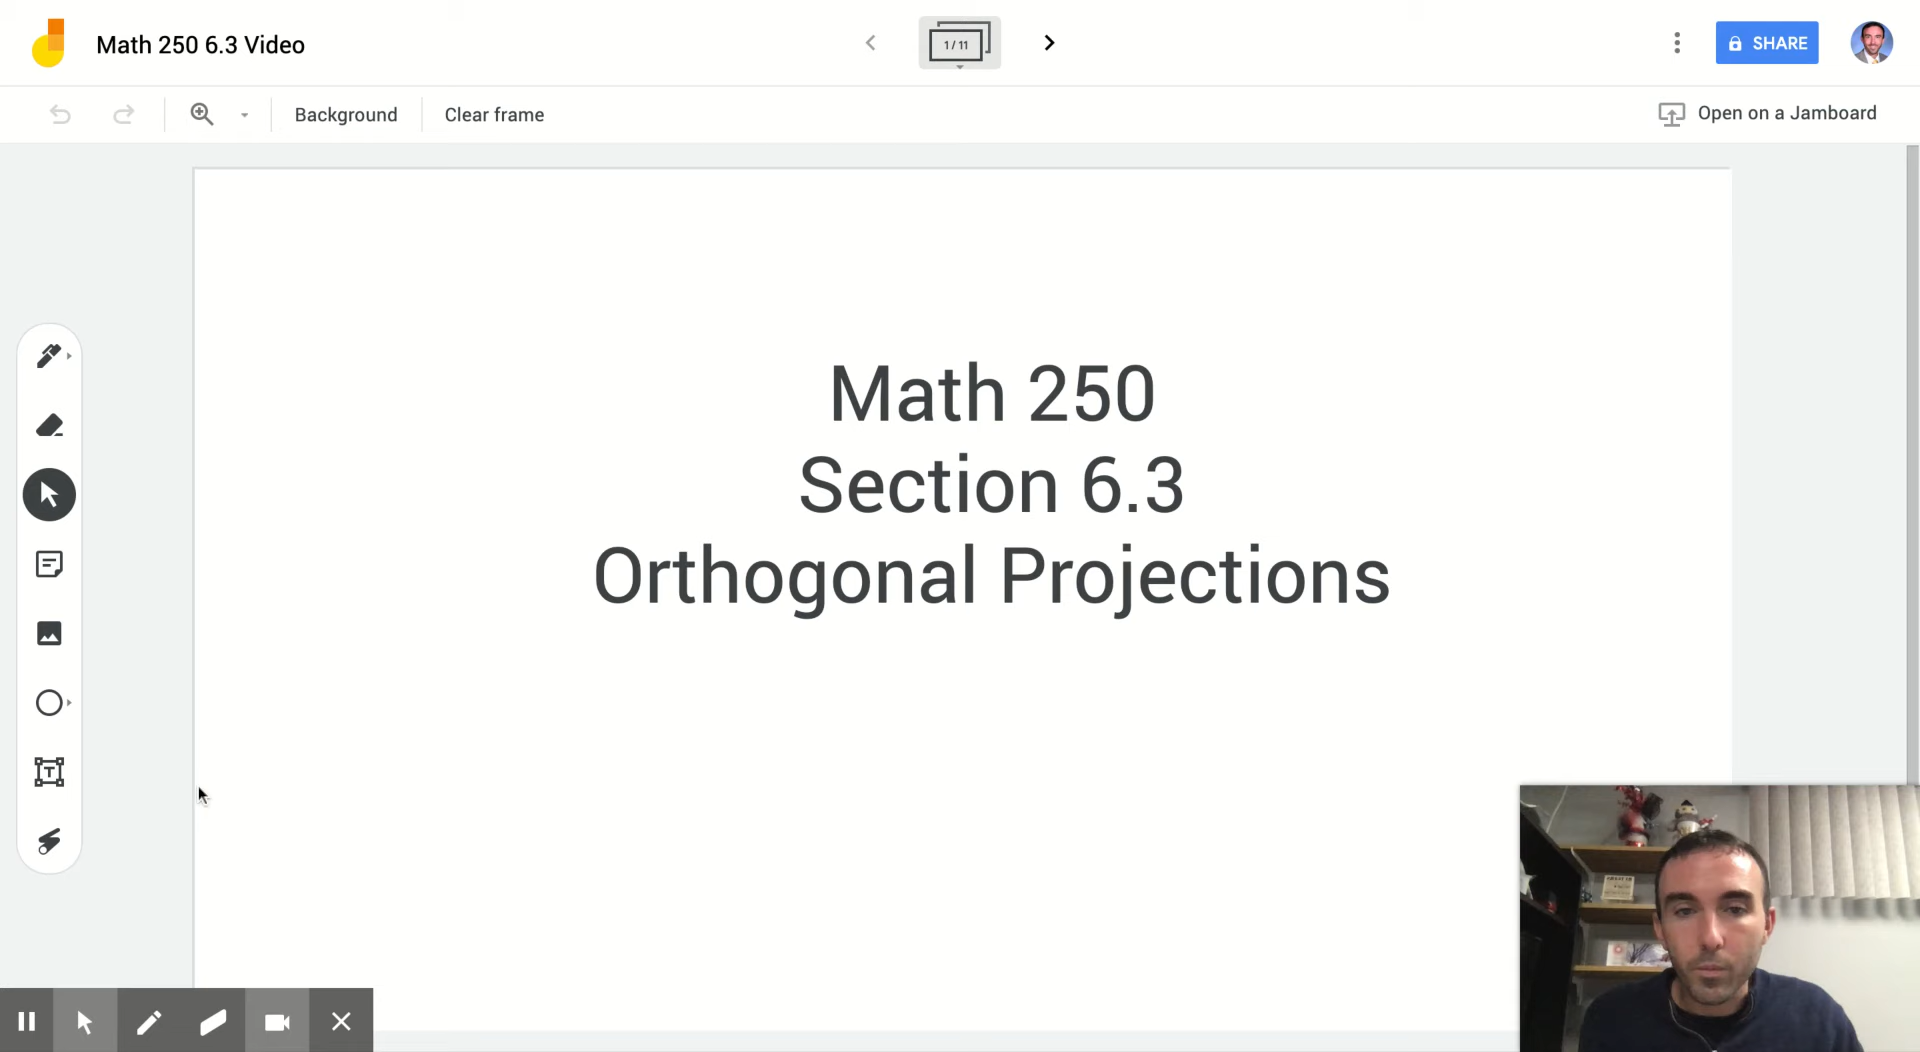 Math 250 6.3 Video
1 / 11
SHARE
Background
Clear frame
Open on a Jamboard
Math 250
Section 6.3
Orthogonal Projections